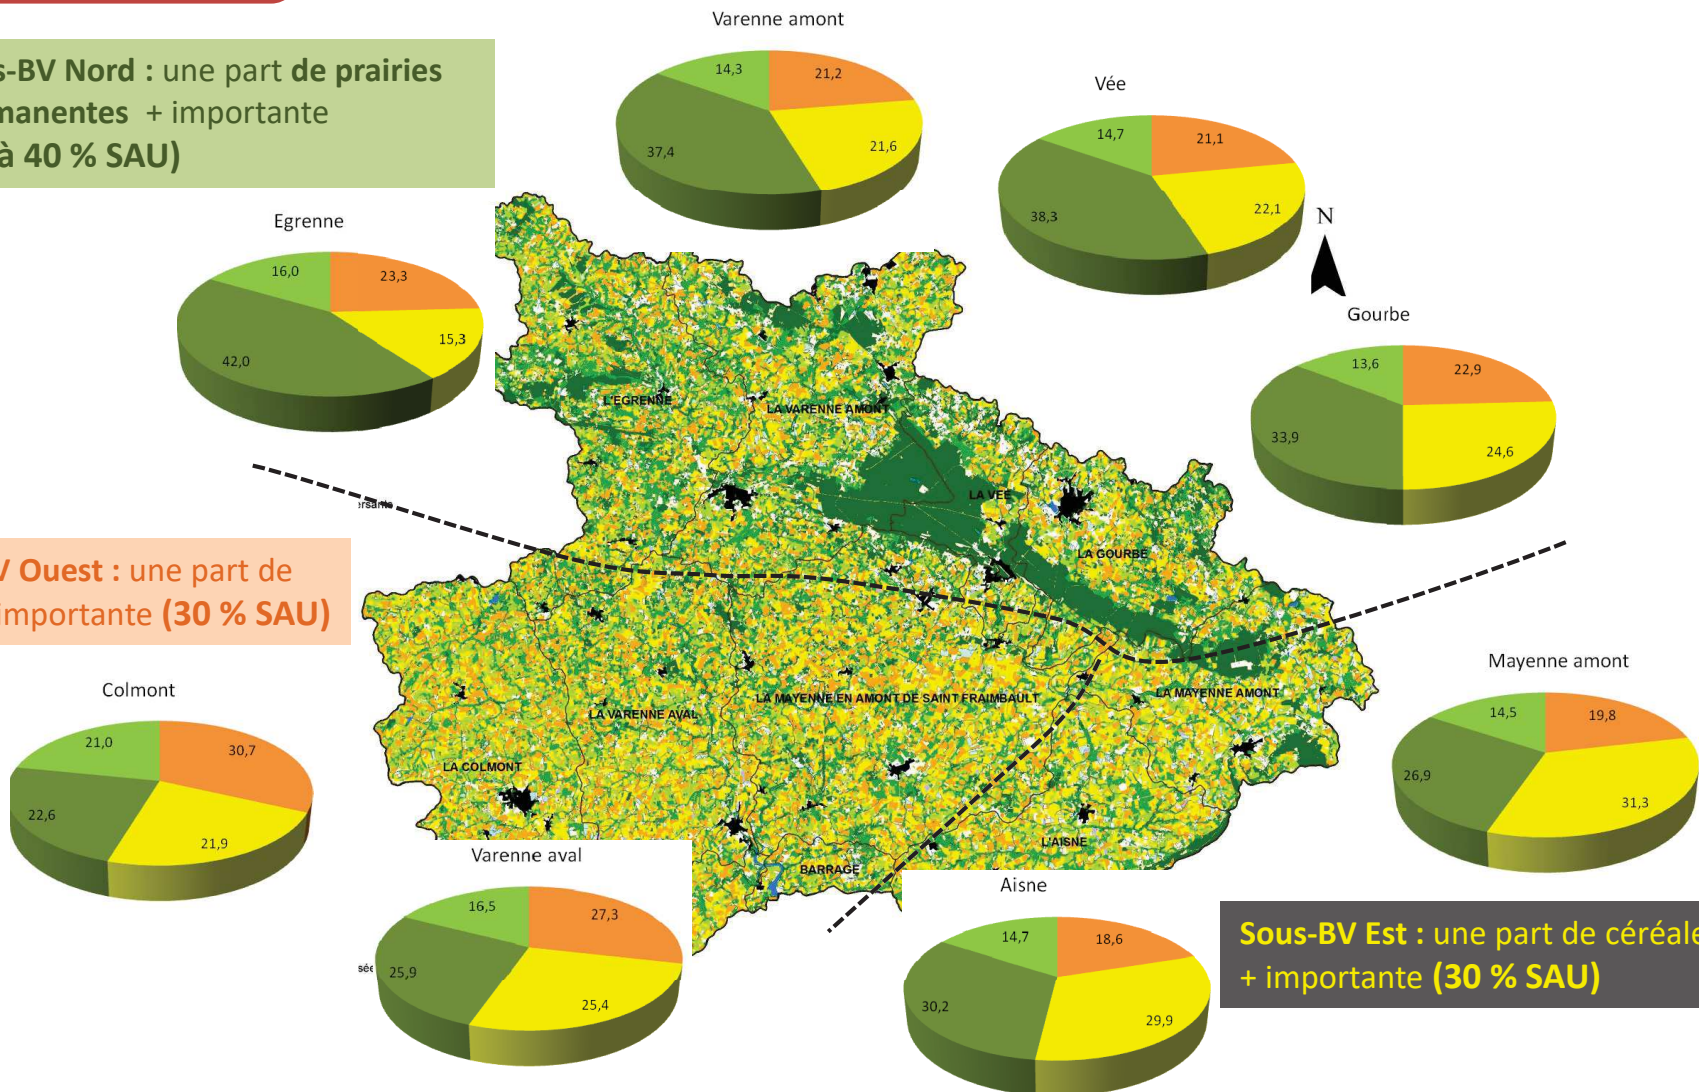 Varenne amont
14,3
21,2
37,4
21,6
s-BV Nord : une part de prairies
manentes + importante
à 40 % SAU)
Vée
14,7
21,1
38,3
22,1
N
Egrenne
16,0
23,3
42,0
15,3
Gourbe
13,6
22,9
33,9
24,6
L'EGRENNE
LA VARENNE AMONT
LA VEE
LA GOURBE
ersante
V Ouest : une part de
importante (30 % SAU)
Colmont
21,0
30,7
22,6
21,9
LA MAYENNE EN AMONT DE SAINT FRAIMBAULT
LA MAYENNE AMONT
LA VARENNE AVAL
LA COLMONT
L'AISNE
BARRAGE
Mayenne amont
14,5
19,8
26,9
31,3
Varenne aval
16,5
27,3
25,9
25,4
sée
Aisne
14,7
18,6
30,2
29,9
Sous-BV Est : une part de céréale
+ importante (30 % SAU)